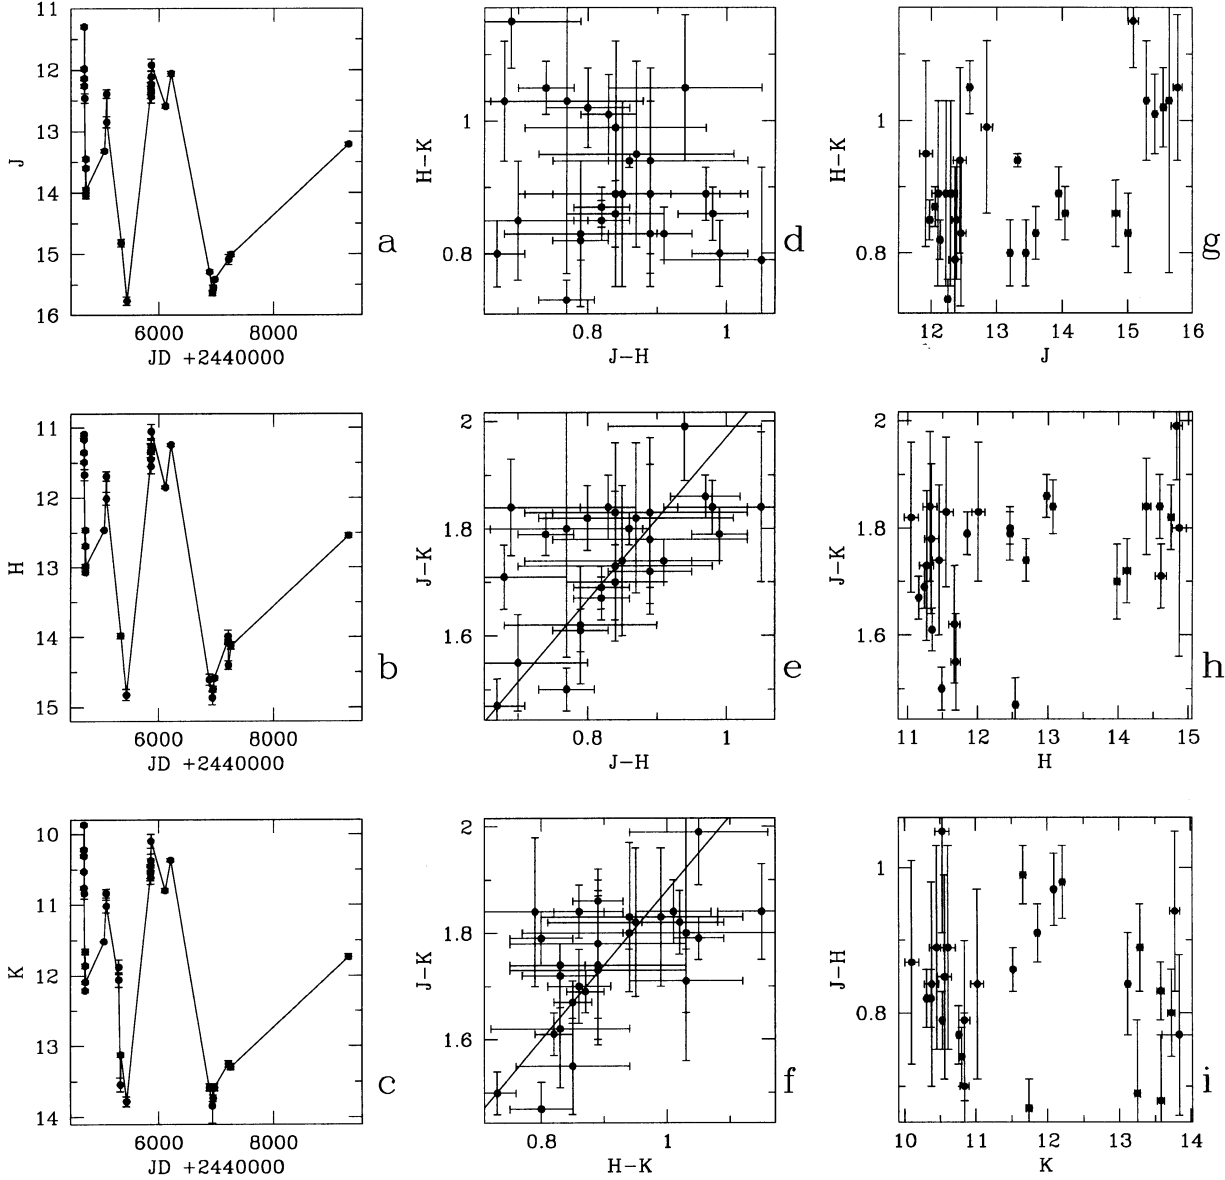 11
12
13
14
15
16
J
6000 8000
JD +2440000
a
1
0.8
H-K
0.8 1
J-H
d
1
0.8
H-K
12 13 14 15 16
J
g
11
12
13
14
15
H
6000 8000
JD +2440000
b
2
1.8
1.6
J-K
0.8 1
J-H
e
2
1.8
1.6
J-K
11 12 13 14 15
H
h
10
11
12
13
14
K
6000 8000
JD +2440000
c
2
1.8
1.6
J-K
0.8 1
H-K
f
1
0.8
J-H
10 11 12 13 14
K
i